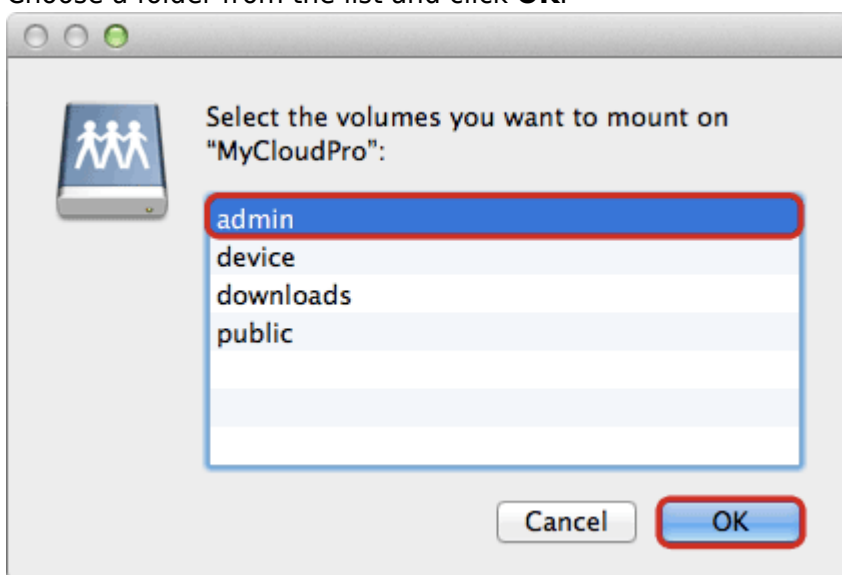 Choose a folder from the list and click OK.
Select the volumes you want to mount on
“MyCloudPro”:
admin
device
downloads
public
Cancel
OK